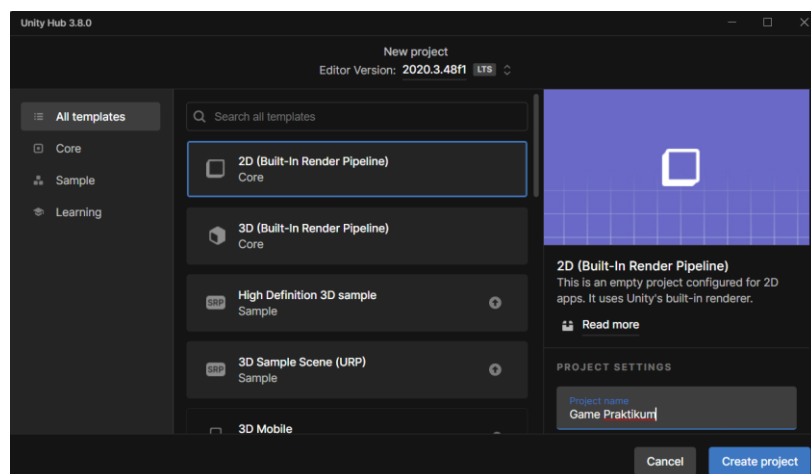 Unity Hub 3.8.0
New project
Editor Version: 2020.3.48f1 LTS
All templates
Core
Sample
Learning
Search all templates
2D (Built-In Render Pipeline)
Core
3D (Built-In Render Pipeline)
Core
SRP
High Definition 3D sample
Sample
SRP
3D Sample Scene (URP)
Sample
3D Mobile
2D (Built-In Render Pipeline)
This is an empty project configured for 2D
apps. It uses Unity's built-in renderer.
Read more
PROJECT SETTINGS
Project name
Game Praktikum
Cancel
Create project